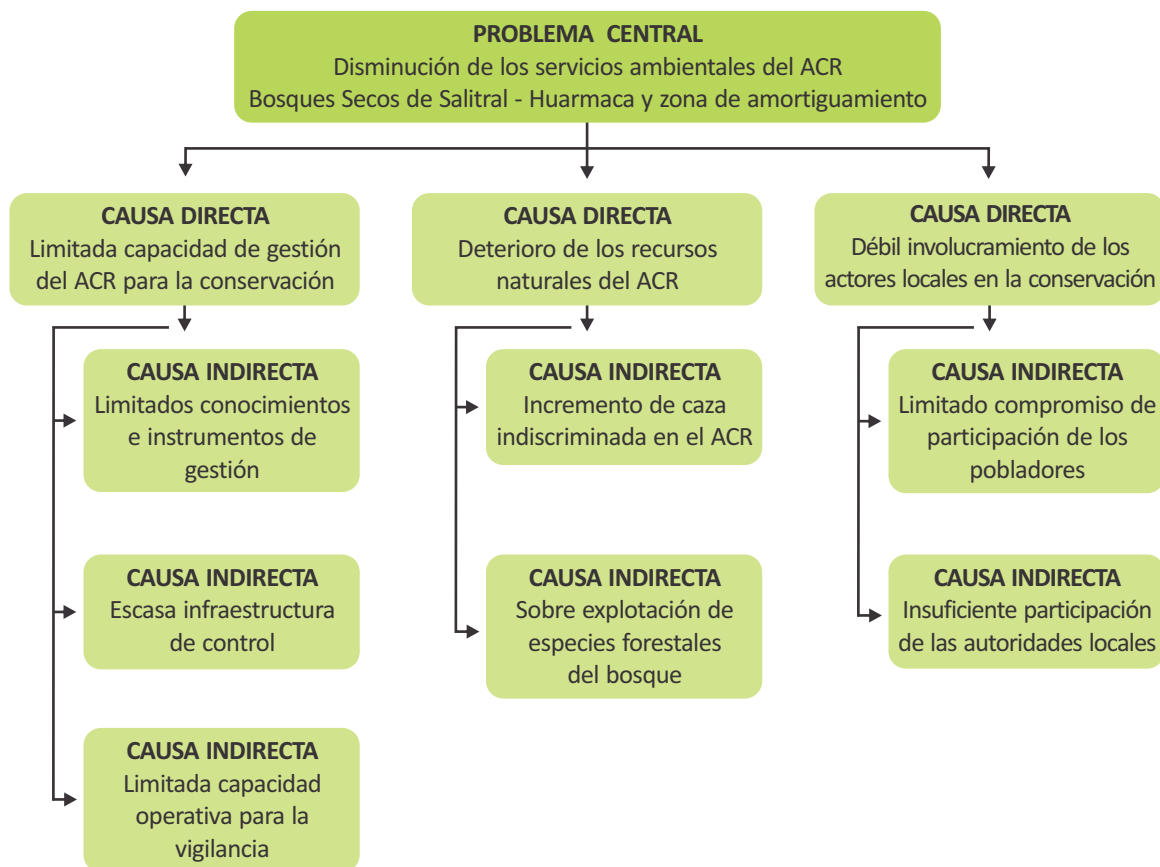 PROBLEMA CENTRAL
Disminución de los servicios ambientales del ACR
Bosques Secos de Salitral - Huarmaca y zona de amortiguamiento
CAUSA DIRECTA
Limitada capacidad de gestión
del ACR para la conservación
CAUSA INDIRECTA
Limitados conocimientos
e instrumentos de
gestión
CAUSA INDIRECTA
Escasa infraestructura
de control
CAUSA INDIRECTA
Limitada capacidad
operativa para la
vigilancia
CAUSA DIRECTA
Deterioro de los recursos
naturales del ACR
CAUSA INDIRECTA
Incremento de caza
indiscriminada en el ACR
CAUSA INDIRECTA
Sobre explotación de
especies forestales
del bosque
CAUSA DIRECTA
Débil involucramiento de los
actores locales en la conservación
CAUSA INDIRECTA
Limitado compromiso de
participación de los
pobladores
CAUSA INDIRECTA
Insuficiente participación
de las autoridades locales